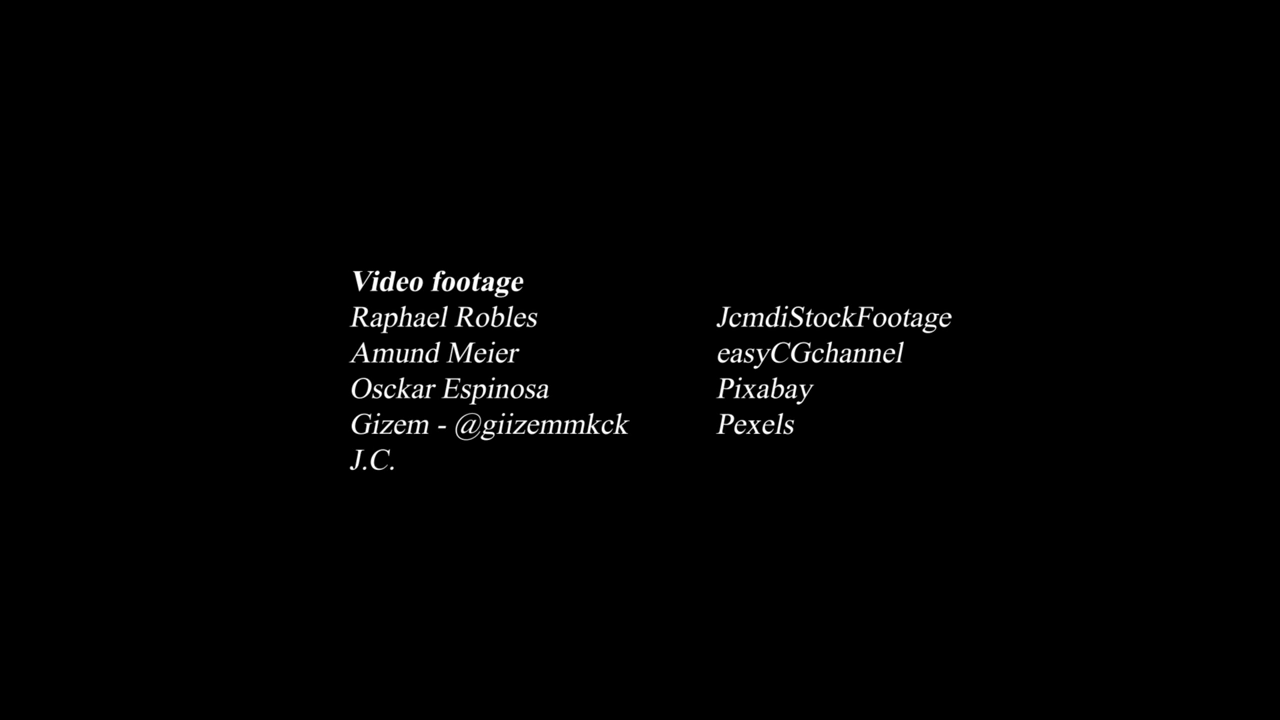 Video footage
Raphael Robles
Amund Meier
Osckar Espinosa
Gizem - @giizemmkck
J.C.
JcmdiStockFootage
easyCGchannel
Pixabay
Pexels